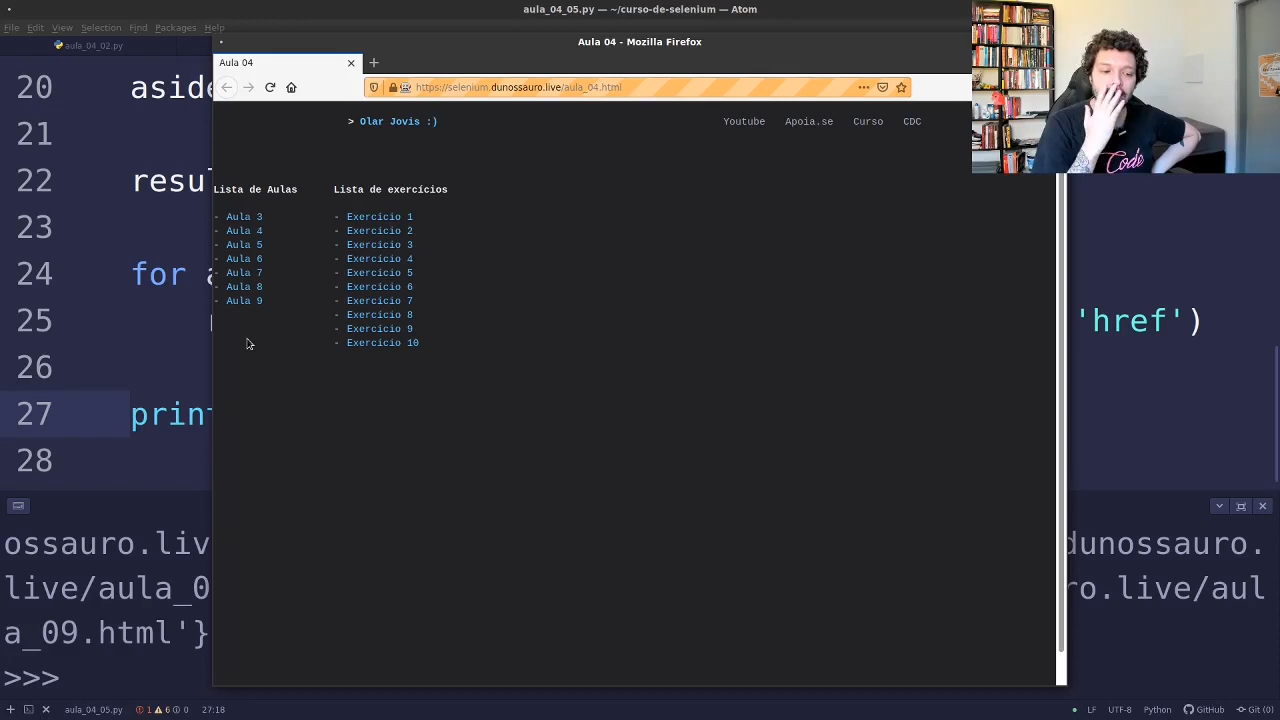 aula_04_05.py — ~/curso-de-selenium — Atom
File Edit View Selection Find Packages Help
aula_04_02.py
Aula 04 - Mozilla Firefox
Aula 04
https://selenium.dunossauro.live/aula_04.html
> Olar Jovis :)
Youtube Apoia.se Curso CDC
Lista de Aulas
- Aula 3
- Aula 4
- Aula 5
- Aula 6
- Aula 7
- Aula 8
- Aula 9
Lista de exercícios
- Exercício 1
- Exercício 2
- Exercício 3
- Exercício 4
- Exercício 5
- Exercício 6
- Exercício 7
- Exercício 8
- Exercício 9
- Exercício 10
20 aside
21
22 resu
23
24 for a
25 'href')
26
27 print
28
ossauro.liv dunossauro.
live/aula_0 ro.live/aul
a_09.html'}
>>>
Code
aula_04_05.py 1 6 0 27:18 LF UTF-8 Python GitHub Git (0)